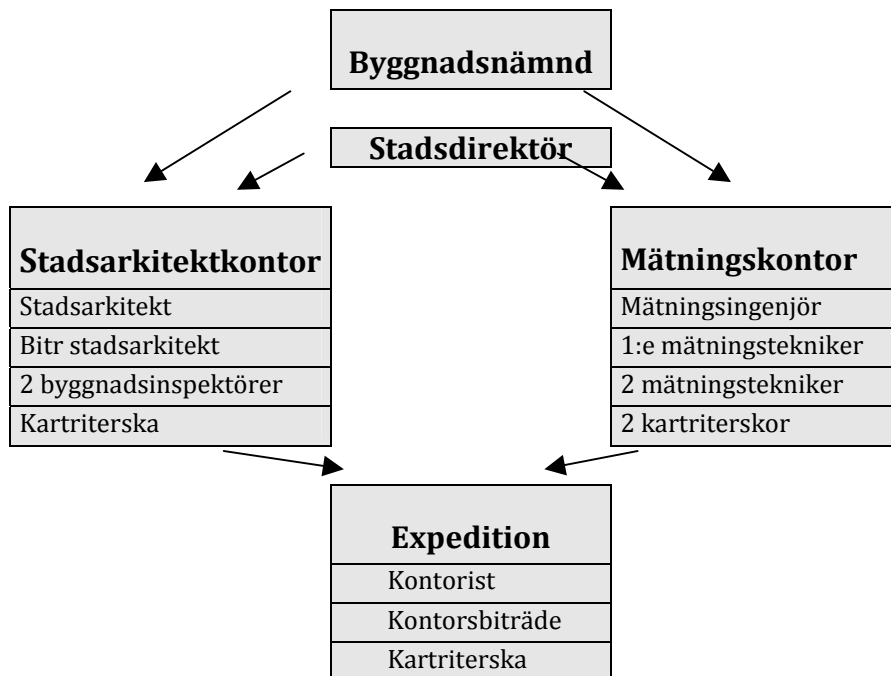 Byggnadsnämnd
Stadsdirektör
Stadsarkitektkontor
Stadsarkitekt
Bitr stadsarkitekt
2 byggnadsinspektörer
Kartriterska
Mätningskontor
Mätningsingenjör
1:e mätningstekniker
2 mätningstekniker
2 kartriterskor
Expedition
Kontorist
Kontorsbiträde
Kartriterska